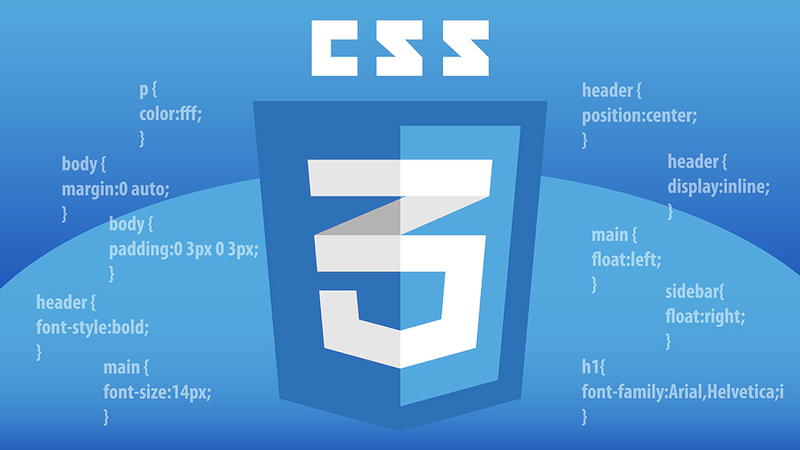 CSS
3
p {
color:fff;
}
body {
margin:0 auto;
}
body {
padding:0 3px 0 3px;
}
header {
font-style:bold;
}
main {
font-size:14px;
}
header {
position:center;
}
header {
display:inline;
}
main {
float:left;
}
sidebar{
float:right;
}
h1{
font-family:Arial,Helvetica;i
}